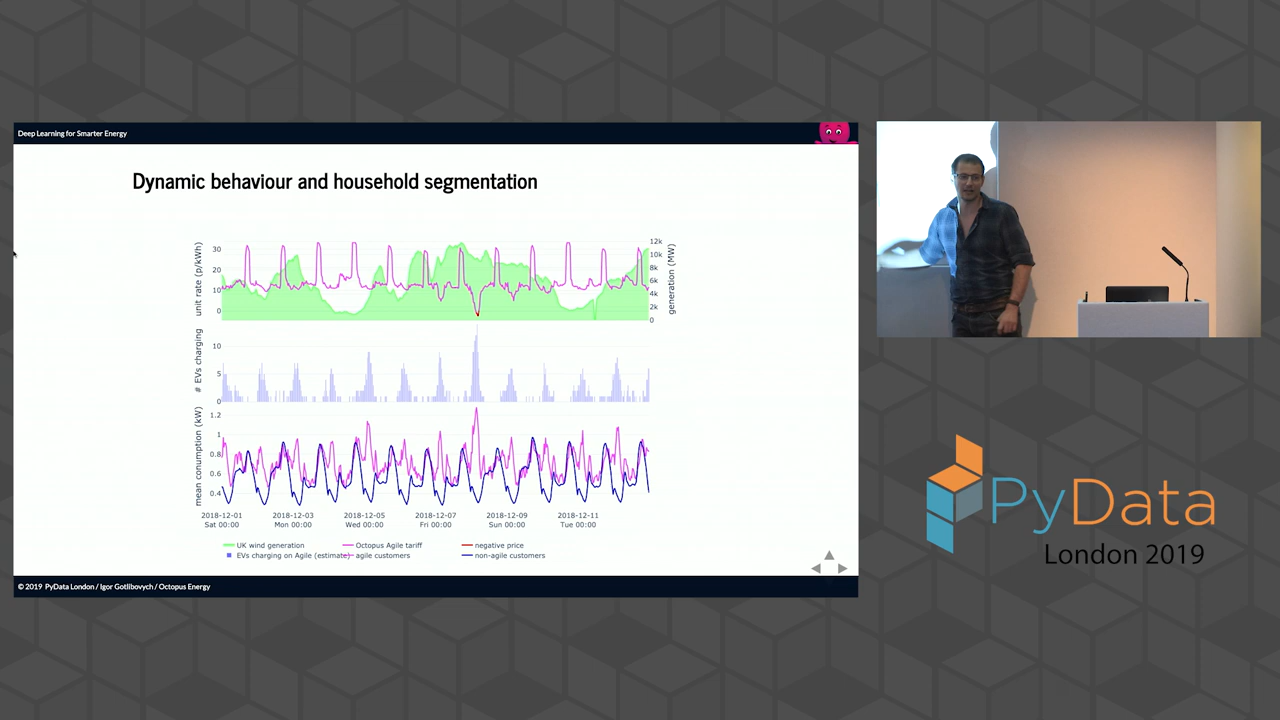 Deep Learning for Smarter Energy
Dynamic behaviour and household segmentation
unit rate (p/kWh)
30
20
10
0
12k
10k
8k
6k
4k
2k
0
generation (MW)
# EVs charging
10
5
0
mean conumption (kW)
1.2
1
0.8
0.6
0.4
2018-12-01 2018-12-03 2018-12-05 2018-12-07 2018-12-09 2018-12-11
Sat 00:00 Mon 00:00 Wed 00:00 Fri 00:00 Sun 00:00 Tue 00:00
UK wind generation Octopus Agile tariff negative price
EVs charging on Agile (estimate) agile customers non-agile customers
© 2019 PyData London / Igor Gotlibovych / Octopus Energy
PyData
London 2019